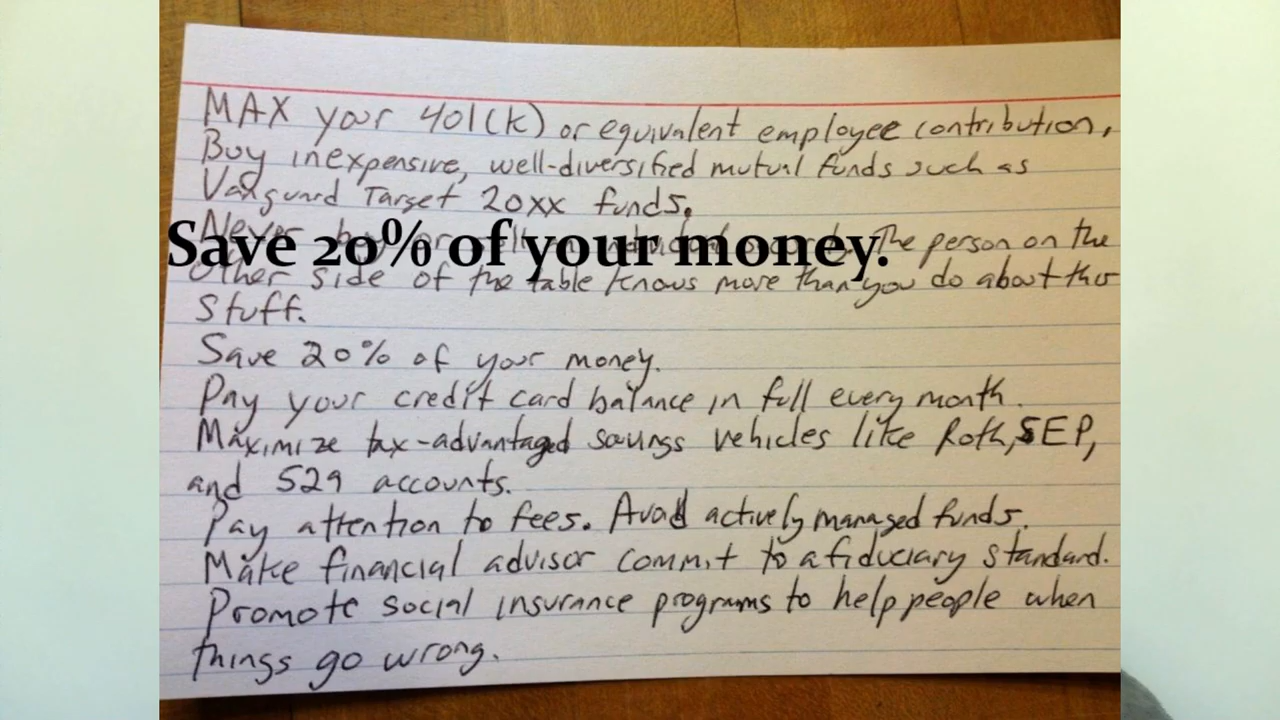 MAX your 401(k) or equivalent employee contribution,
Buy inexpensive, well-diversified mutual funds such as
Vanguard Target 20xx funds.
Never The person on the
Save 20% of your money.
other side of the table knows more than you do about this
stuff.
Save 20% of your money.
Pay your credit card balance in full every month.
Maximize tax-advantaged savings vehicles like Roth, SEP,
and 529 accounts.
Pay attention to fees. Avoid actively managed funds.
Make financial advisor commit to a fiduciary standard.
Promote social insurance programs to help people when
things go wrong.